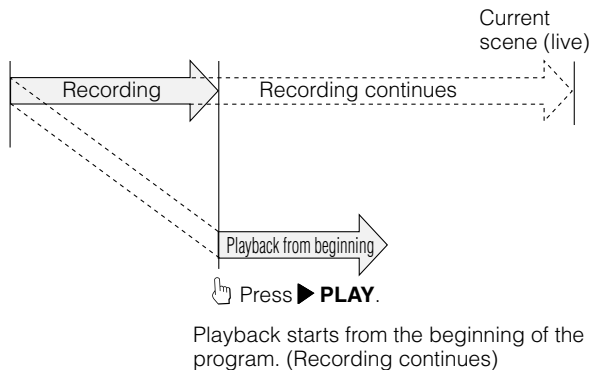 Current
scene (live)
Recording
Recording continues
Playback from beginning
Press ▶ PLAY.
Playback starts from the beginning of the
program. (Recording continues)